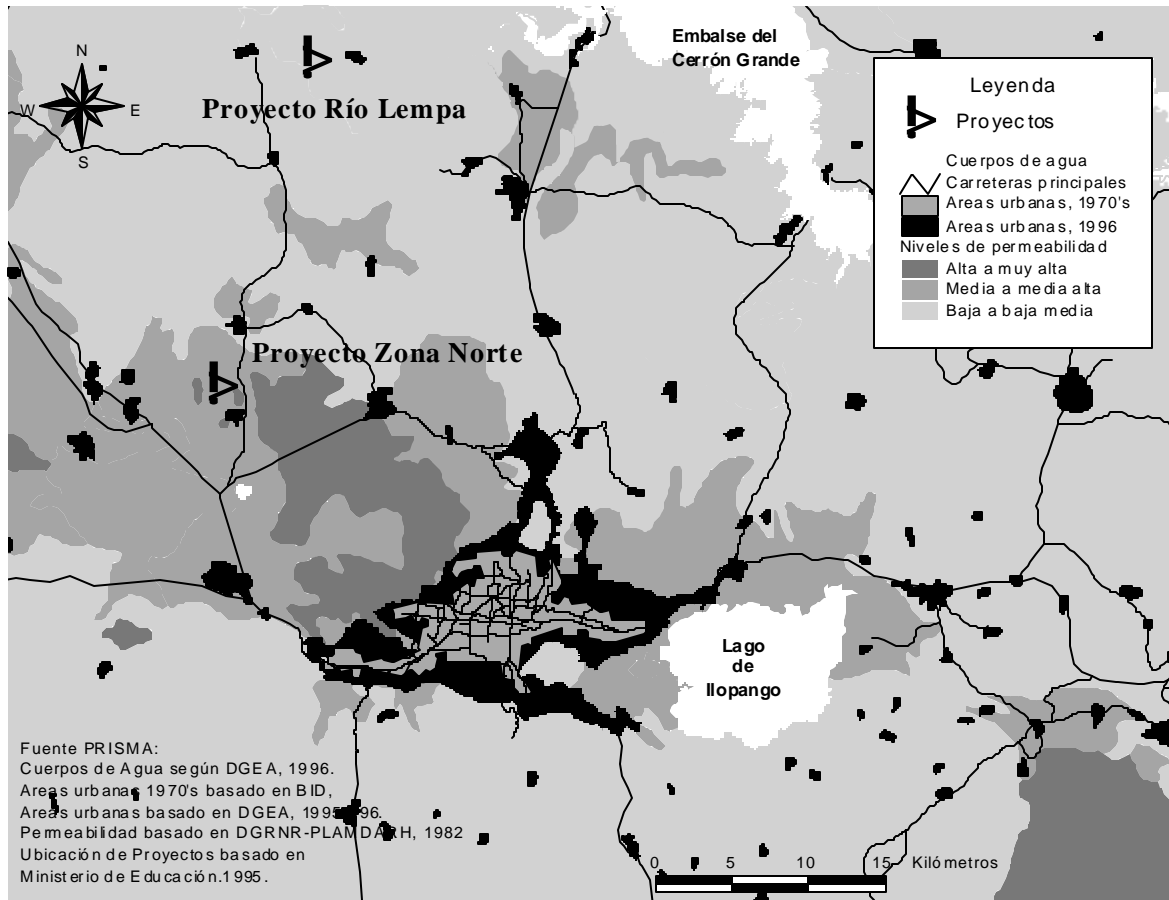 Embalse del
Cerrón Grande
N
W
E
S
Proyecto Río Lempa
Leyenda
Proyectos
Cuerpos de agua
Carreteras principales
Areas urbanas, 1970's
Areas urbanas, 1996
Niveles de permeabilidad
Alta a muy alta
Media a media alta
Baja a baja media
Proyecto Zona Norte
Lago
de
Ilopango
Fuente PRISMA:
Cuerpos de Agua según DGEA, 1996.
Areas urbanas 1970's basado en BID,
Areas urbanas basado en DGEA, 1995-96.
Permeabilidad basado en DGRNR-PLAMDARH, 1982
Ubicación de Proyectos basado en
Ministerio de Educación.1995.
0 5 10 15 Kilómetros